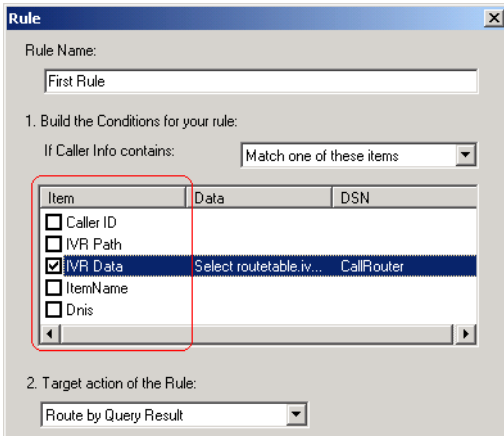 Rule
Rule Name:
First Rule
1. Build the Conditions for your rule:
If Caller Info contains: Match one of these items
Item Data DSN
Caller ID
IVR Path
IVR Data Select routetable.iv... CallRouter
ItemName
Dnis
2. Target action of the Rule:
Route by Query Result